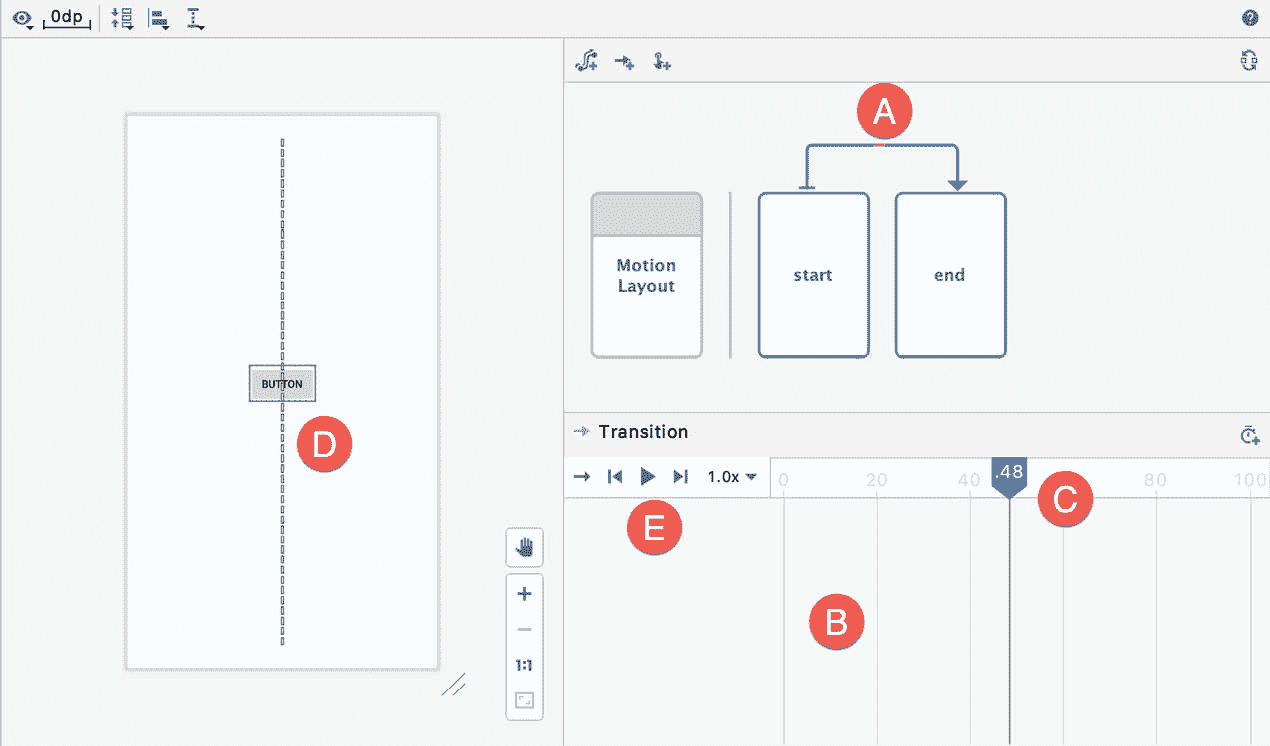 0dp
A
Motion
Layout
start
end
BUTTON
D
Transition
1.0x
0
20
40
.48
80
100
C
E
B
1:1